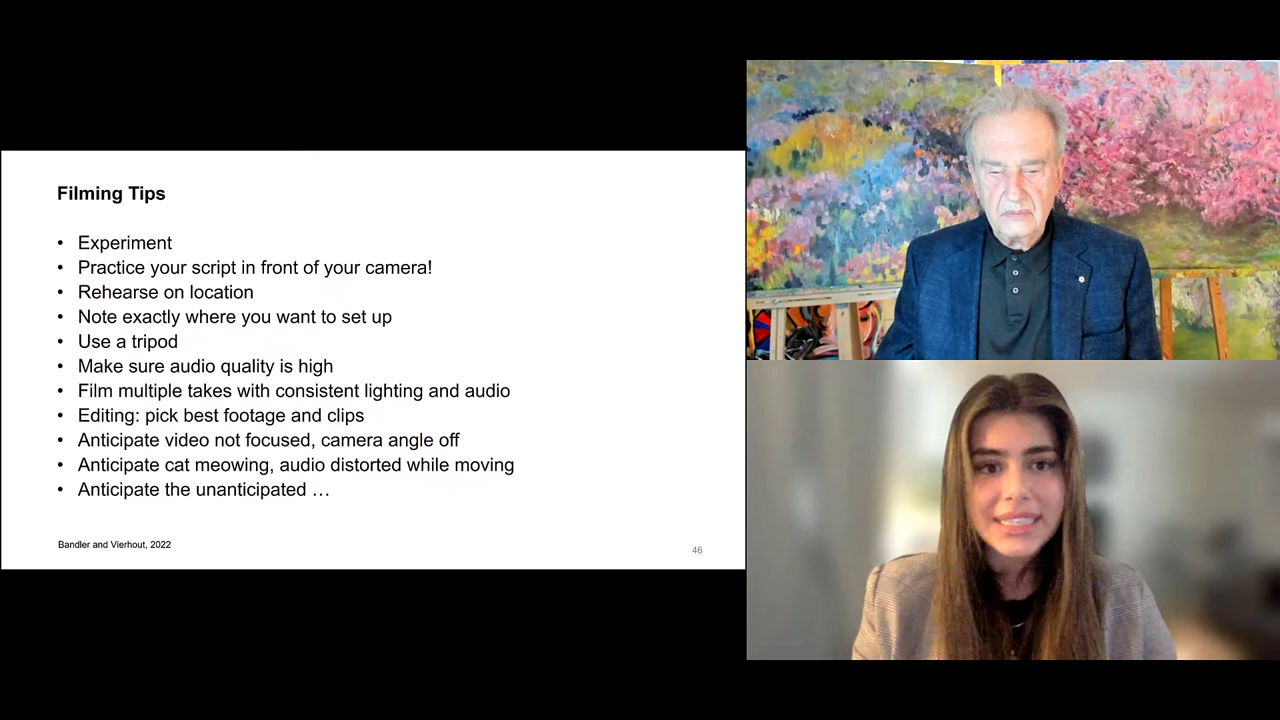 Filming Tips
• Experiment
• Practice your script in front of your camera!
• Rehearse on location
• Note exactly where you want to set up
• Use a tripod
• Make sure audio quality is high
• Film multiple takes with consistent lighting and audio
• Editing: pick best footage and clips
• Anticipate video not focused, camera angle off
• Anticipate cat meowing, audio distorted while moving
• Anticipate the unanticipated …
Bandler and Vierhout, 2022
46